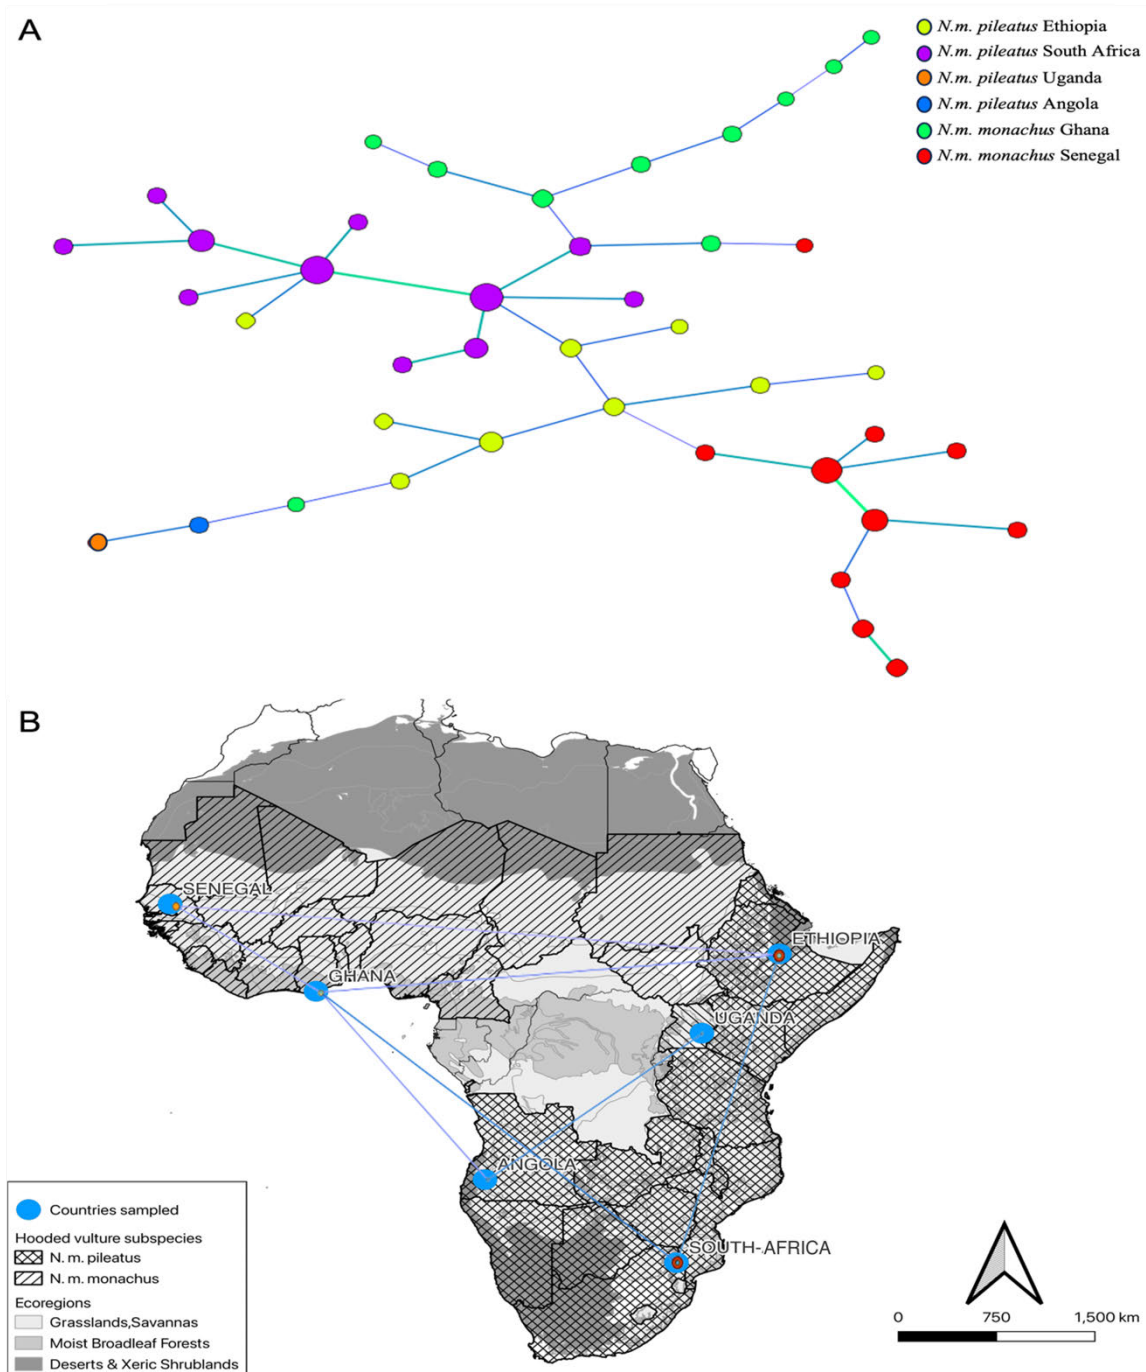 A
N.m. pileatus Ethiopia
N.m. pileatus South Africa
N.m. pileatus Uganda
N.m. pileatus Angola
N.m. monachus Ghana
N.m. monachus Senegal
B
SENEGAL
ETHIOPIA
GHANA
UGANDA
ANGOLA
SOUTH-AFRICA
Countries sampled
Hooded vulture subspecies
N. m. pileatus
N. m. monachus
Ecoregions
Grasslands,Savannas
Moist Broadleaf Forests
Deserts & Xeric Shrublands
0 750 1,500 km